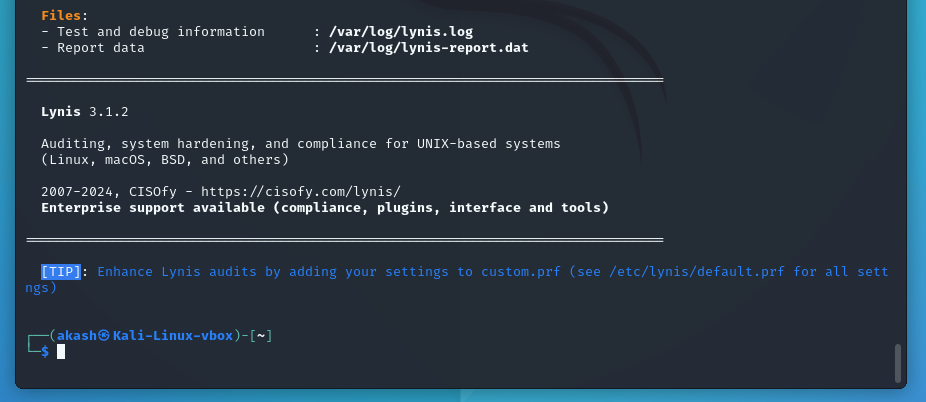 Files:
- Test and debug information      : /var/log/lynis.log
- Report data                     : /var/log/lynis-report.dat
================================================================================
Lynis 3.1.2
Auditing, system hardening, and compliance for UNIX-based systems
(Linux, macOS, BSD, and others)
2007-2024, CISOfy - https://cisofy.com/lynis/
Enterprise support available (compliance, plugins, interface and tools)
================================================================================
[TIP]: Enhance Lynis audits by adding your settings to custom.prf (see /etc/lynis/default.prf for all sett
ngs)
┌──(akash㉿Kali-Linux-vbox)-[~]
└─$